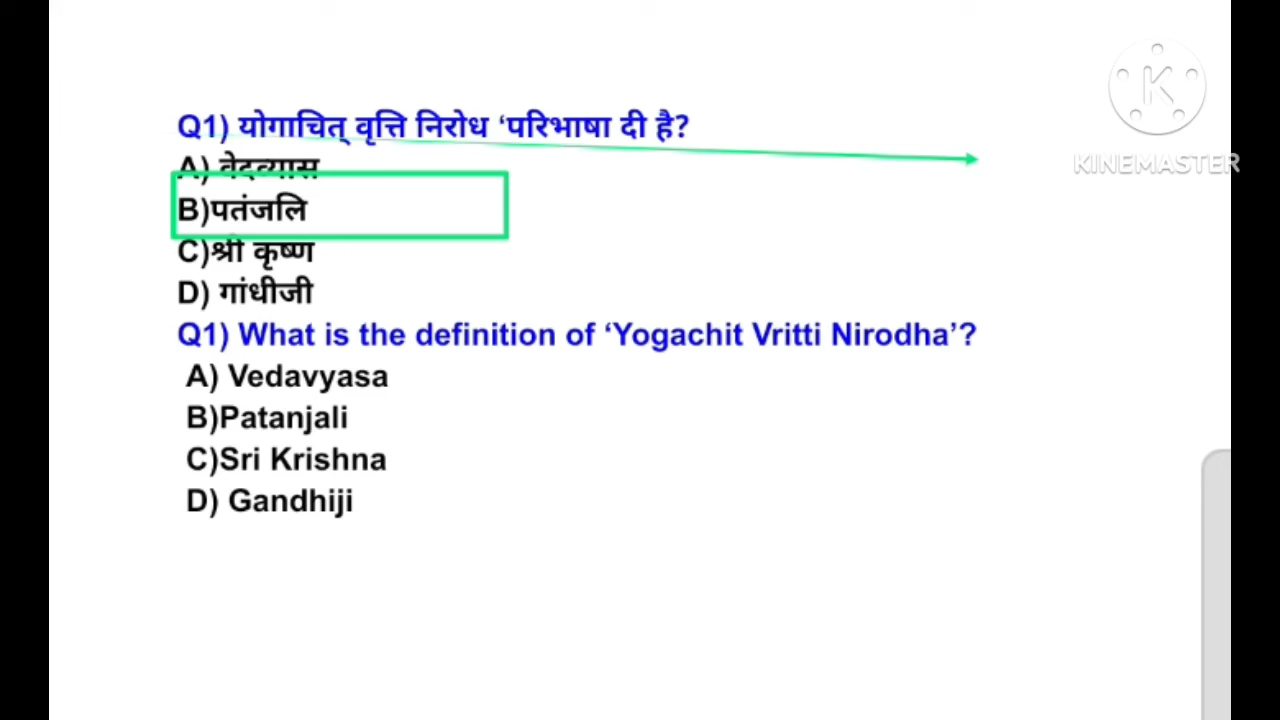 Q1) योगाचित् वृत्ति निरोध ‘परिभाषा दी है?
A) वेदव्यास
B)पतंजलि
C)श्री कृष्ण
D) गांधीजी
Q1) What is the definition of ‘Yogachit Vritti Nirodha’?
A) Vedavyasa
B)Patanjali
C)Sri Krishna
D) Gandhiji
K
KINEMASTER